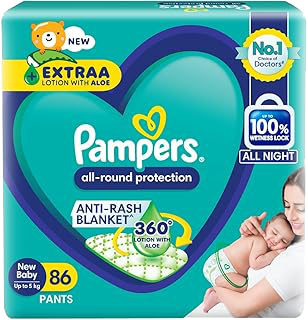 NEW
+ EXTRAA
LOTION WITH ALOE
No.1
Choice of
Doctors#
Pampers®
all-round protection
UP TO
100%
WETNESS LOCK
ALL NIGHT
ANTI-RASH
BLANKET^
360°
LOTION WITH
ALOE
New
Baby
Up to 5 kg
86
PANTS